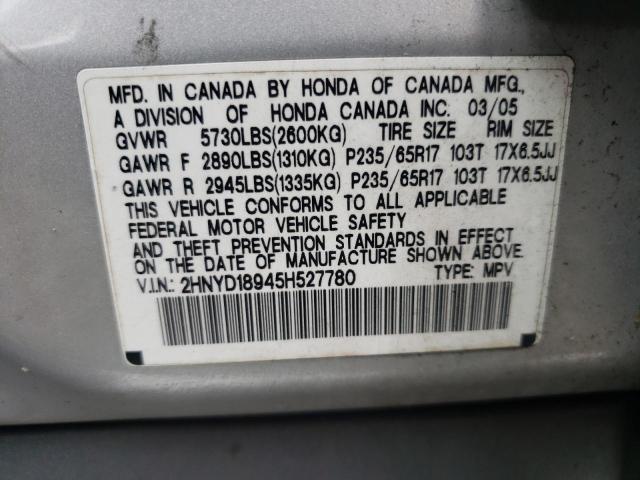 MFD. IN CANADA BY HONDA OF CANADA MFG.,
A DIVISION OF HONDA CANADA INC. 03/05
GVWR 5730LBS(2600KG) TIRE SIZE RIM SIZE
GAWR F 2890LBS(1310KG) P235/65R17 103T 17X6.5JJ
GAWR R 2945LBS(1335KG) P235/65R17 103T 17X6.5JJ
THIS VEHICLE CONFORMS TO ALL APPLICABLE
FEDERAL MOTOR VEHICLE SAFETY
AND THEFT PREVENTION STANDARDS IN EFFECT
ON THE DATE OF MANUFACTURE SHOWN ABOVE.
V.I.N.: 2HNYD18945H527780 TYPE: MPV